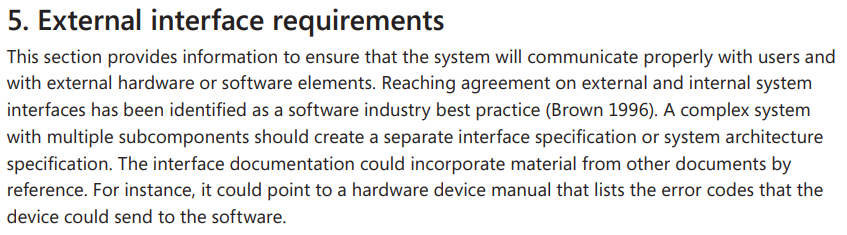 5. External interface requirements
This section provides information to ensure that the system will communicate properly with users and
with external hardware or software elements. Reaching agreement on external and internal system
interfaces has been identified as a software industry best practice (Brown 1996). A complex system
with multiple subcomponents should create a separate interface specification or system architecture
specification. The interface documentation could incorporate material from other documents by
reference. For instance, it could point to a hardware device manual that lists the error codes that the
device could send to the software.